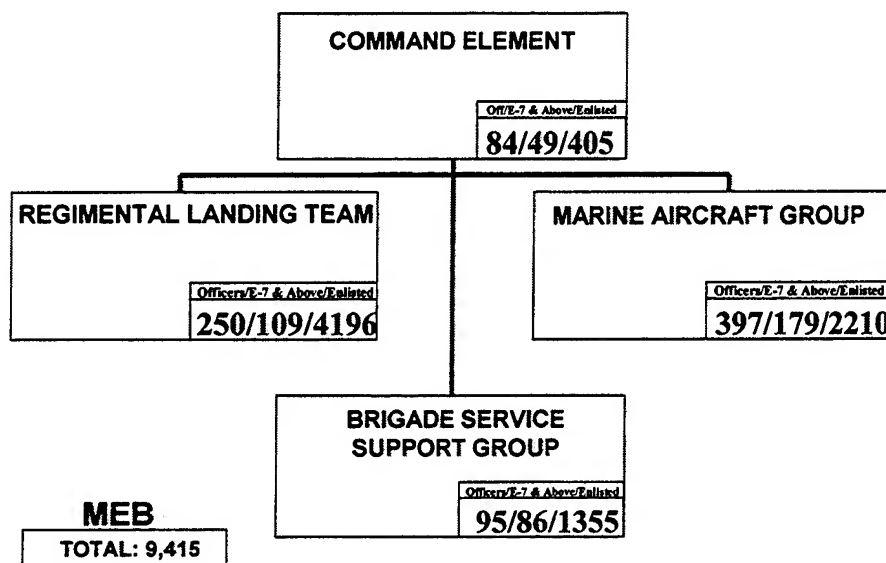 COMMAND ELEMENT
Off/E-7 & Above/Enlisted
84/49/405
REGIMENTAL LANDING TEAM
Officers/E-7 & Above/Enlisted
250/109/4196
MARINE AIRCRAFT GROUP
Officers/E-7 & Above/Enlisted
397/179/2210
BRIGADE SERVICE
SUPPORT GROUP
Officers/E-7 & Above/Enlisted
95/86/1355
MEB
TOTAL: 9,415